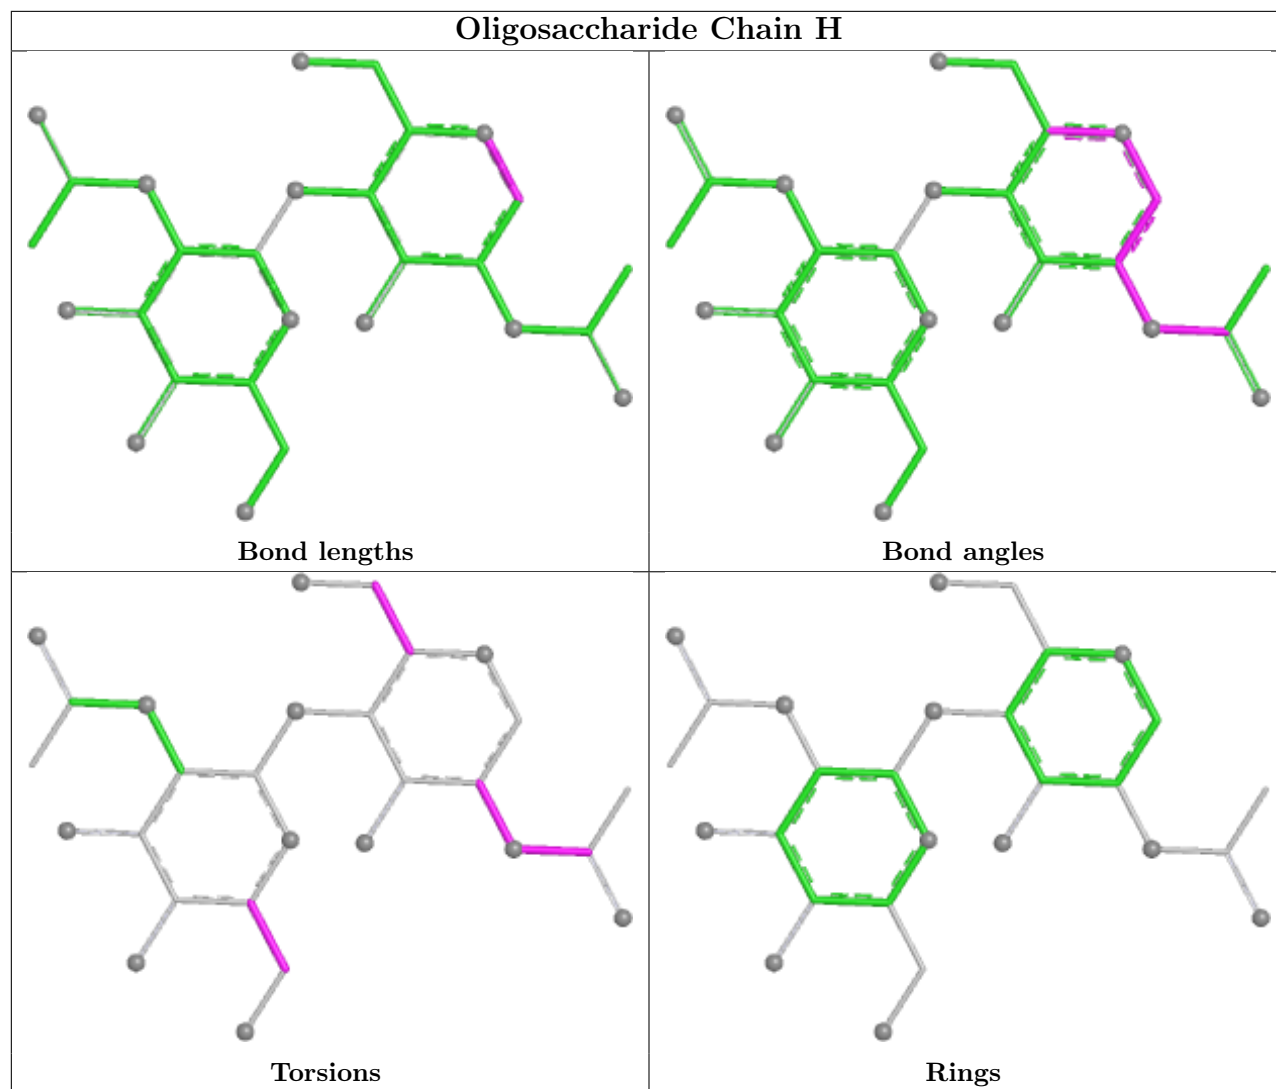 Oligosaccharide Chain H
Bond lengths
Bond angles
Torsions
Rings